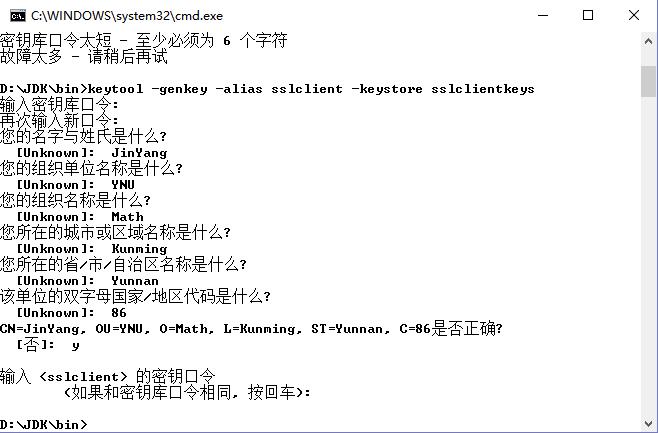 C:\WINDOWS\system32\cmd.exe
密钥库口令太短 - 至少必须为 6 个字符
故障太多 - 请稍后再试
D:\JDK\bin>keytool -genkey -alias sslclient -keystore sslclientkeys
输入密钥库口令:
再次输入新口令:
您的名字与姓氏是什么?
[Unknown]: JinYang
您的组织单位名称是什么?
[Unknown]: YNU
您的组织名称是什么?
[Unknown]: Math
您所在的城市或区域名称是什么?
[Unknown]: Kunming
您所在的省/市/自治区名称是什么?
[Unknown]: Yunnan
该单位的双字母国家/地区代码是什么?
[Unknown]: 86
CN=JinYang, OU=YNU, O=Math, L=Kunming, ST=Yunnan, C=86是否正确?
[否]: y
输入 <sslclient> 的密钥口令
(如果和密钥库口令相同, 按回车):
D:\JDK\bin>